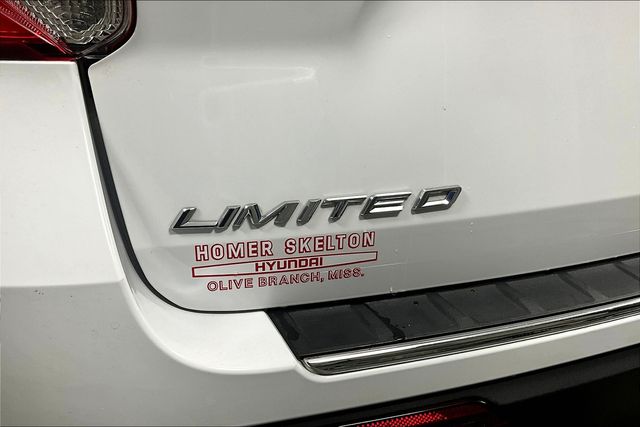 LIMITED
HOMER SKELTON
HYUNDAI
OLIVE BRANCH, MISS.